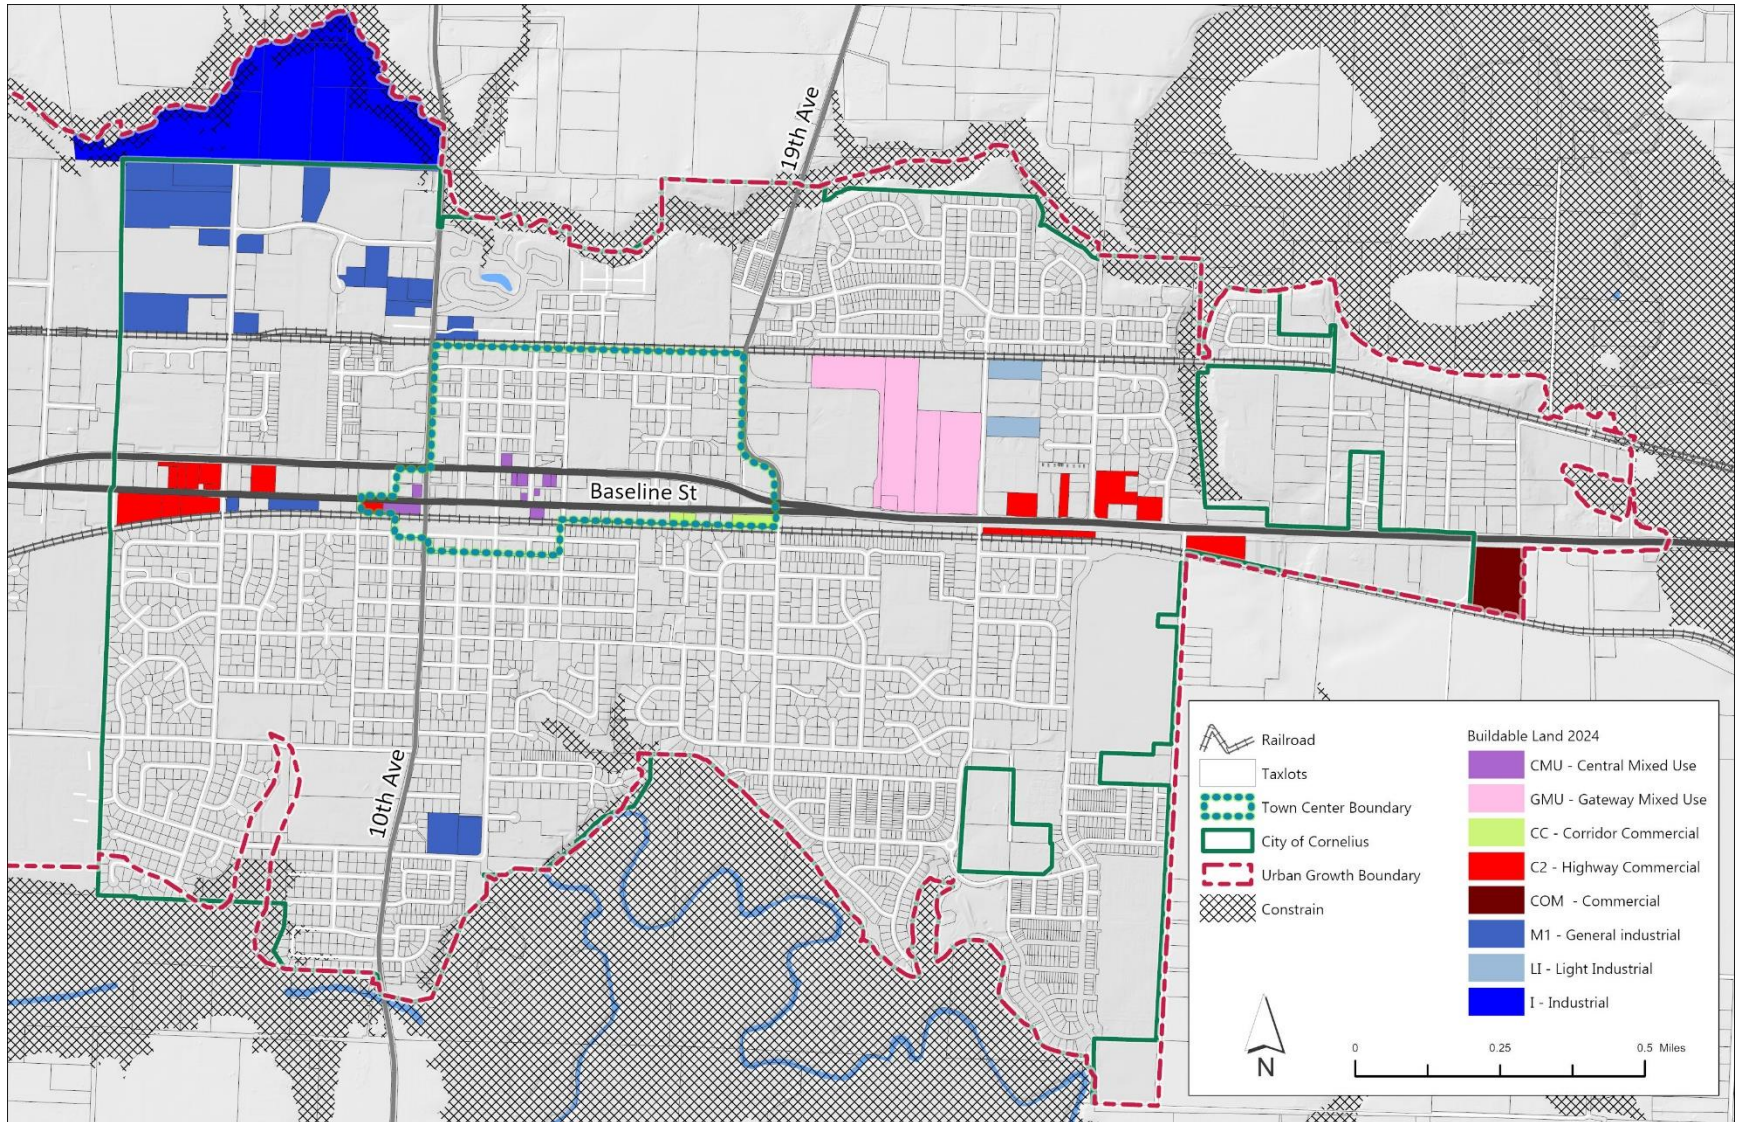 19th Ave
Baseline St
10th Ave
Railroad
Taxlots
Town Center Boundary
City of Cornelius
Urban Growth Boundary
Constrain
Buildable Land 2024
CMU - Central Mixed Use
GMU - Gateway Mixed Use
CC - Corridor Commercial
C2 - Highway Commercial
COM - Commercial
M1 - General industrial
LI - Light Industrial
I - Industrial
N
0 0.25 0.5 Miles